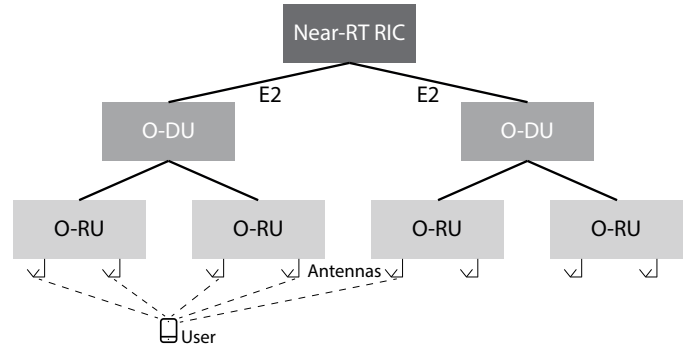 Near-RT RIC
E2
E2
O-DU
O-DU
O-RU
O-RU
O-RU
O-RU
Antennas
User